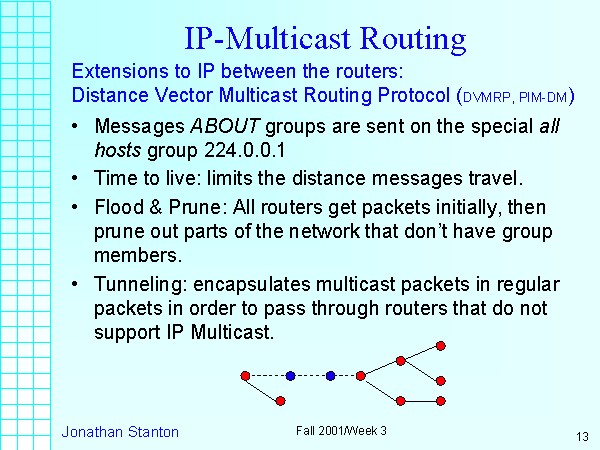 IP-Multicast Routing
Extensions to IP between the routers:
Distance Vector Multicast Routing Protocol (DVMRP, PIM-DM)
• Messages ABOUT groups are sent on the special all
hosts group 224.0.0.1
• Time to live: limits the distance messages travel.
• Flood & Prune: All routers get packets initially, then
prune out parts of the network that don't have group
members.
• Tunneling: encapsulates multicast packets in regular
packets in order to pass through routers that do not
support IP Multicast.
Jonathan Stanton
Fall 2001/Week 3
13